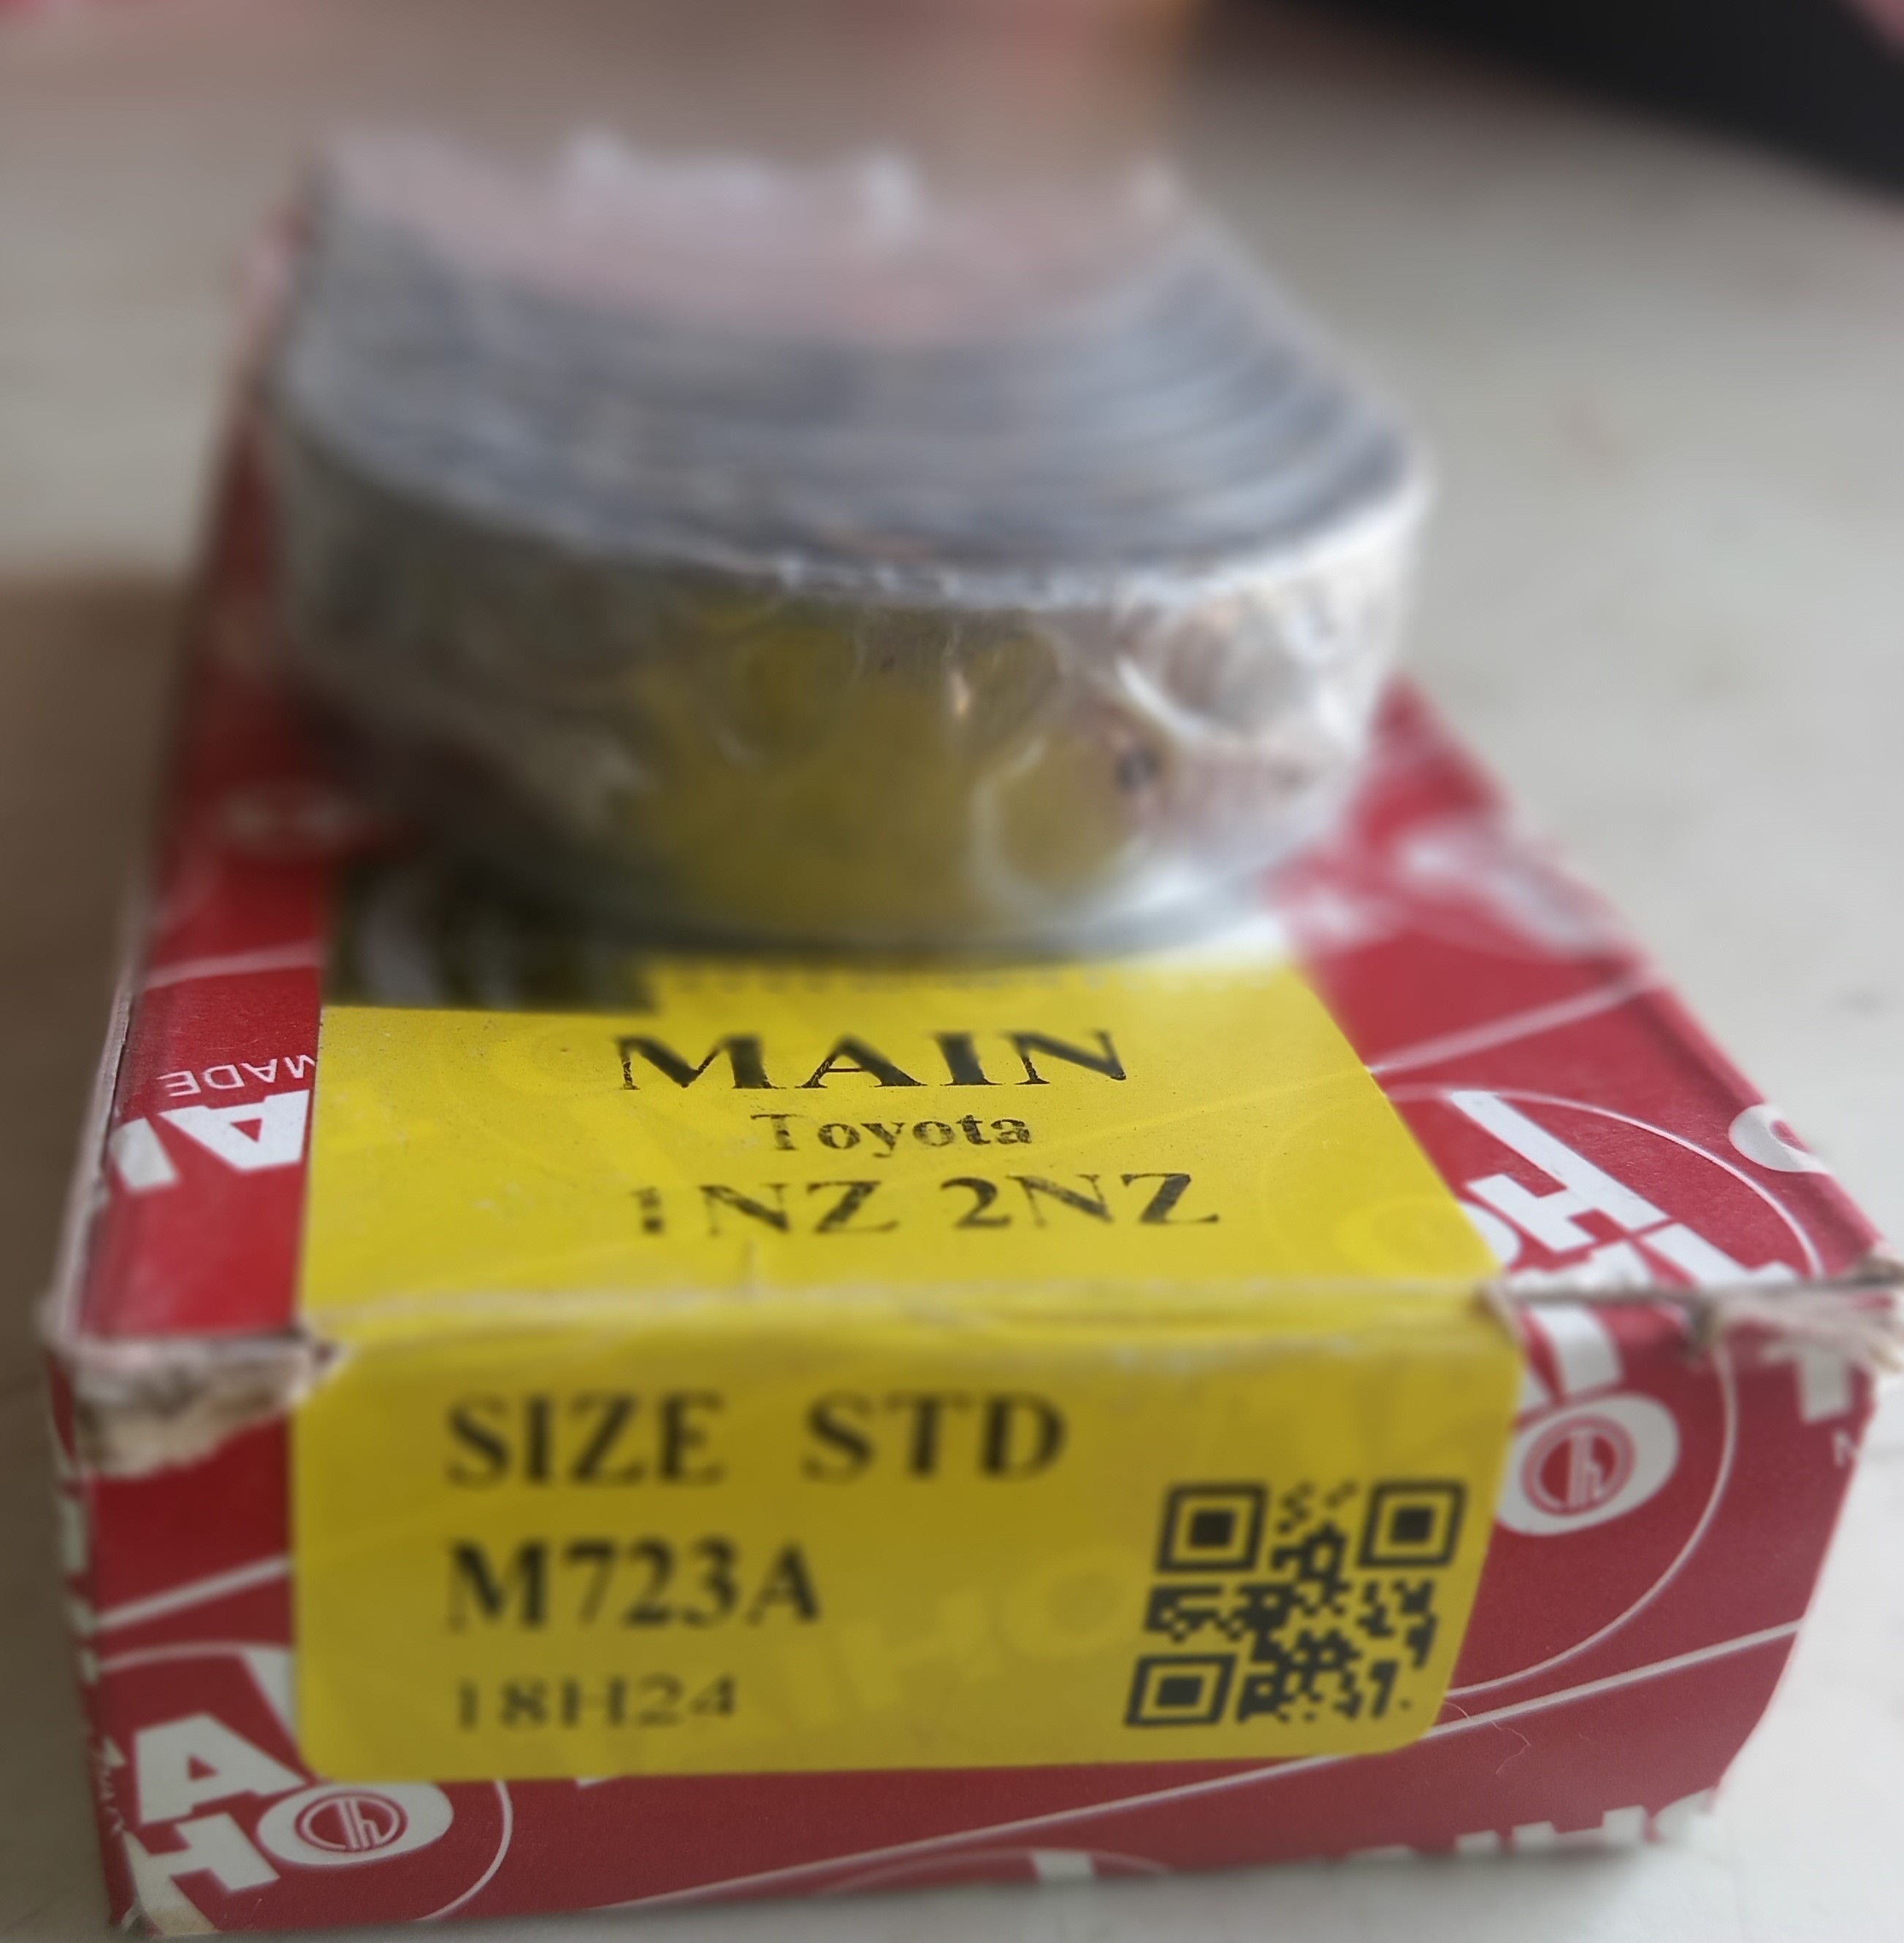 MAIN
Toyota
1NZ 2NZ
SIZE STD
M723A
18H24
MADE